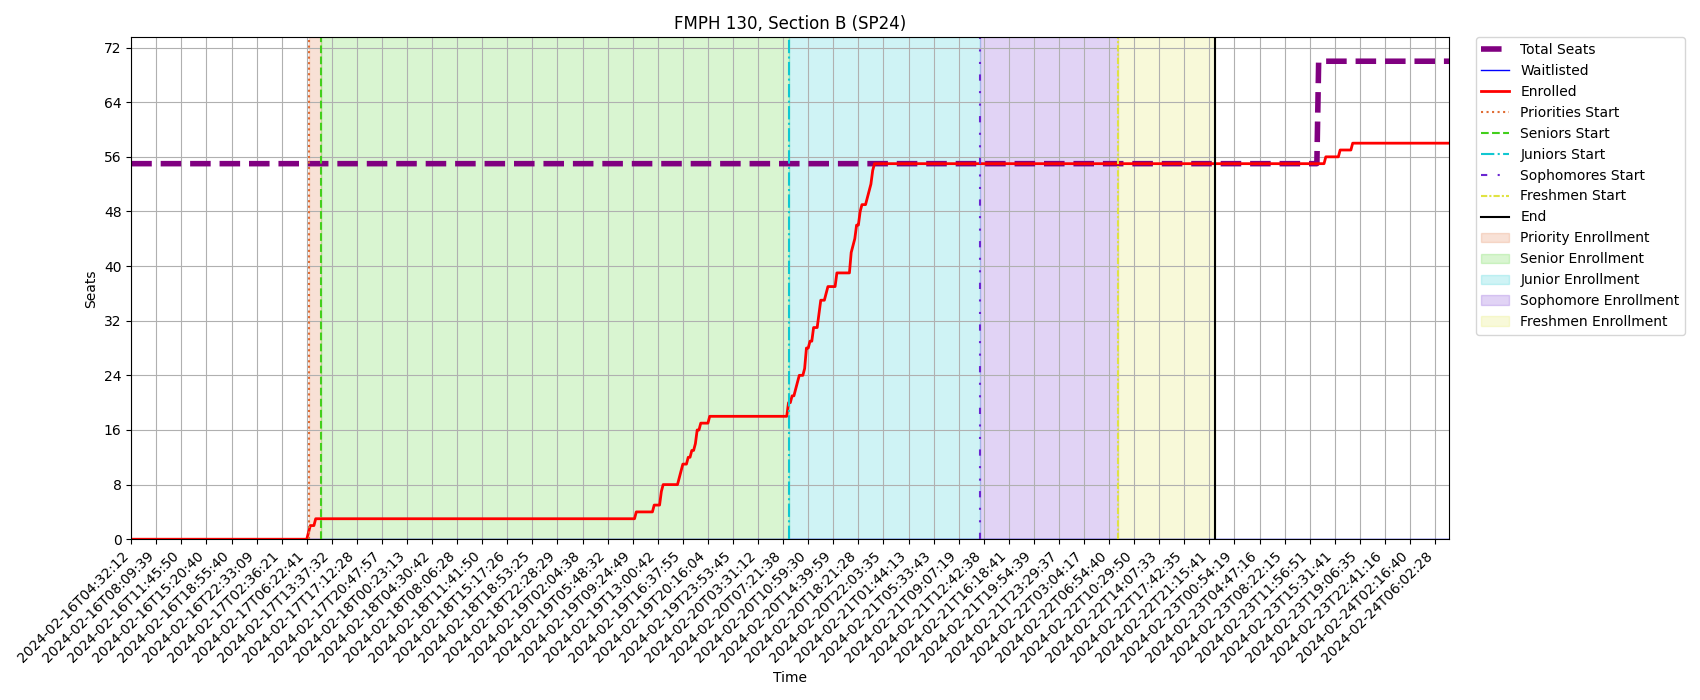 FMPH 130, Section B (SP24)
72
64
56
48
40
32
24
16
8
0
Seats
2024-02-16T04:32:12
2024-02-16T08:09:39
2024-02-16T11:45:50
2024-02-16T15:20:40
2024-02-16T18:55:40
2024-02-16T22:33:09
2024-02-17T02:36:21
2024-02-17T06:22:41
2024-02-17T13:37:32
2024-02-17T17:12:28
2024-02-17T20:47:57
2024-02-18T00:23:13
2024-02-18T04:30:42
2024-02-18T08:06:28
2024-02-18T11:41:50
2024-02-18T15:17:26
2024-02-18T18:53:25
2024-02-18T22:28:29
2024-02-19T02:04:38
2024-02-19T05:48:32
2024-02-19T09:24:49
2024-02-19T13:00:42
2024-02-19T16:37:55
2024-02-19T20:16:04
2024-02-19T23:53:45
2024-02-20T03:31:12
2024-02-20T07:21:38
2024-02-20T10:59:30
2024-02-20T14:39:59
2024-02-20T18:21:28
2024-02-20T22:03:35
2024-02-21T01:44:13
2024-02-21T05:33:43
2024-02-21T09:07:19
2024-02-21T12:42:38
2024-02-21T16:18:41
2024-02-21T19:54:39
2024-02-21T23:29:37
2024-02-22T03:04:17
2024-02-22T06:54:40
2024-02-22T10:29:50
2024-02-22T14:07:33
2024-02-22T17:42:35
2024-02-22T21:15:41
2024-02-23T00:54:19
2024-02-23T04:47:16
2024-02-23T08:22:15
2024-02-23T11:56:51
2024-02-23T15:31:41
2024-02-23T19:06:35
2024-02-23T22:41:16
2024-02-24T02:16:40
2024-02-24T06:02:28
Time
Total Seats
Waitlisted
Enrolled
Priorities Start
Seniors Start
Juniors Start
Sophomores Start
Freshmen Start
End
Priority Enrollment
Senior Enrollment
Junior Enrollment
Sophomore Enrollment
Freshmen Enrollment